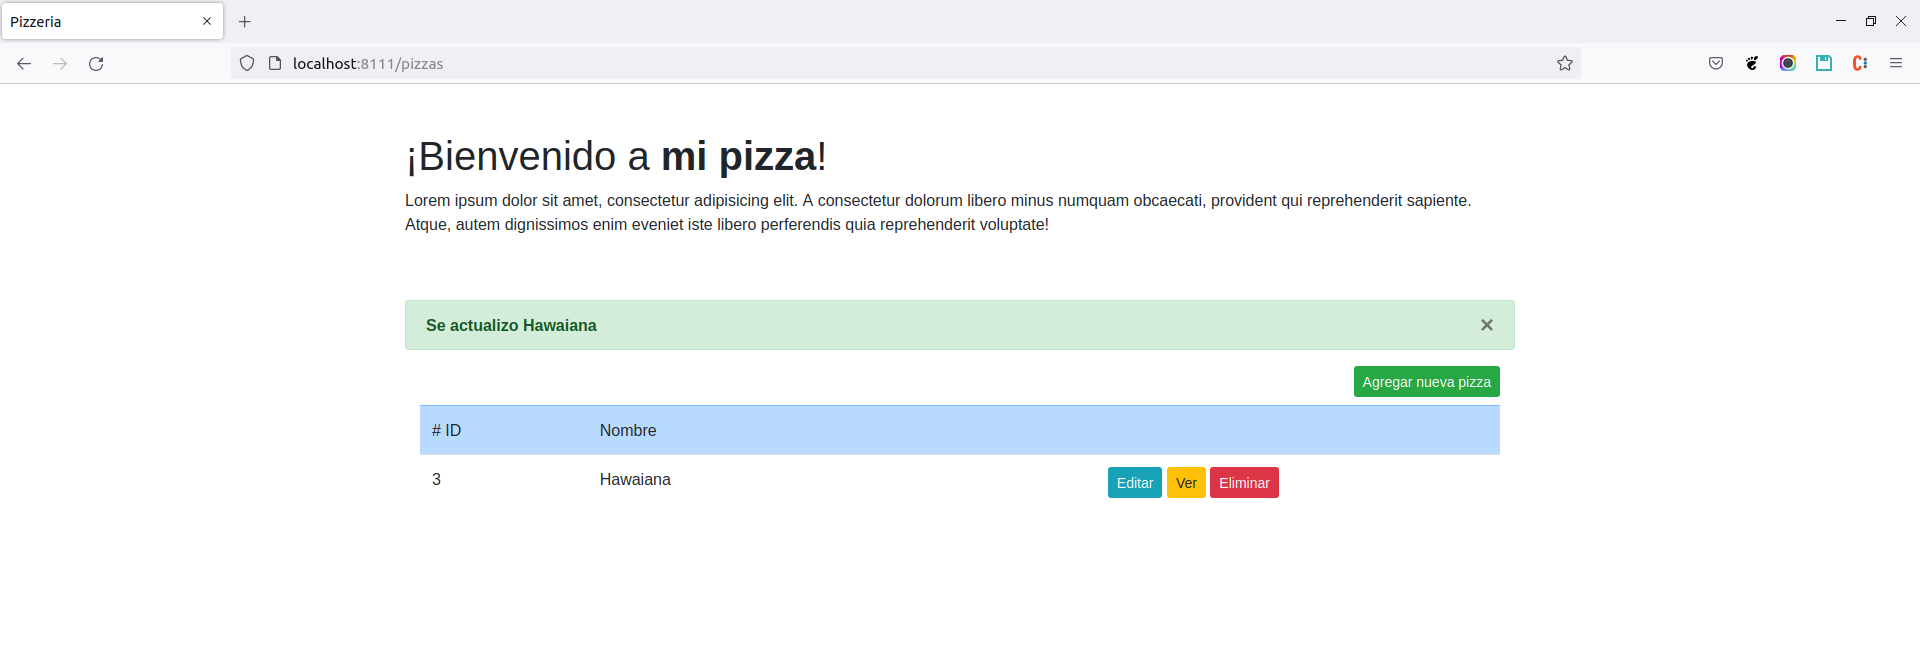 Pizzeria
localhost:8111/pizzas
¡Bienvenido a mi pizza!
Lorem ipsum dolor sit amet, consectetur adipisicing elit. A consectetur dolorum libero minus numquam obcaecati, provident qui reprehenderit sapiente.
Atque, autem dignissimos enim eveniet iste libero perferendis quia reprehenderit voluptate!
Se actualizo Hawaiana
Agregar nueva pizza
# ID Nombre
3 Hawaiana Editar Ver Eliminar